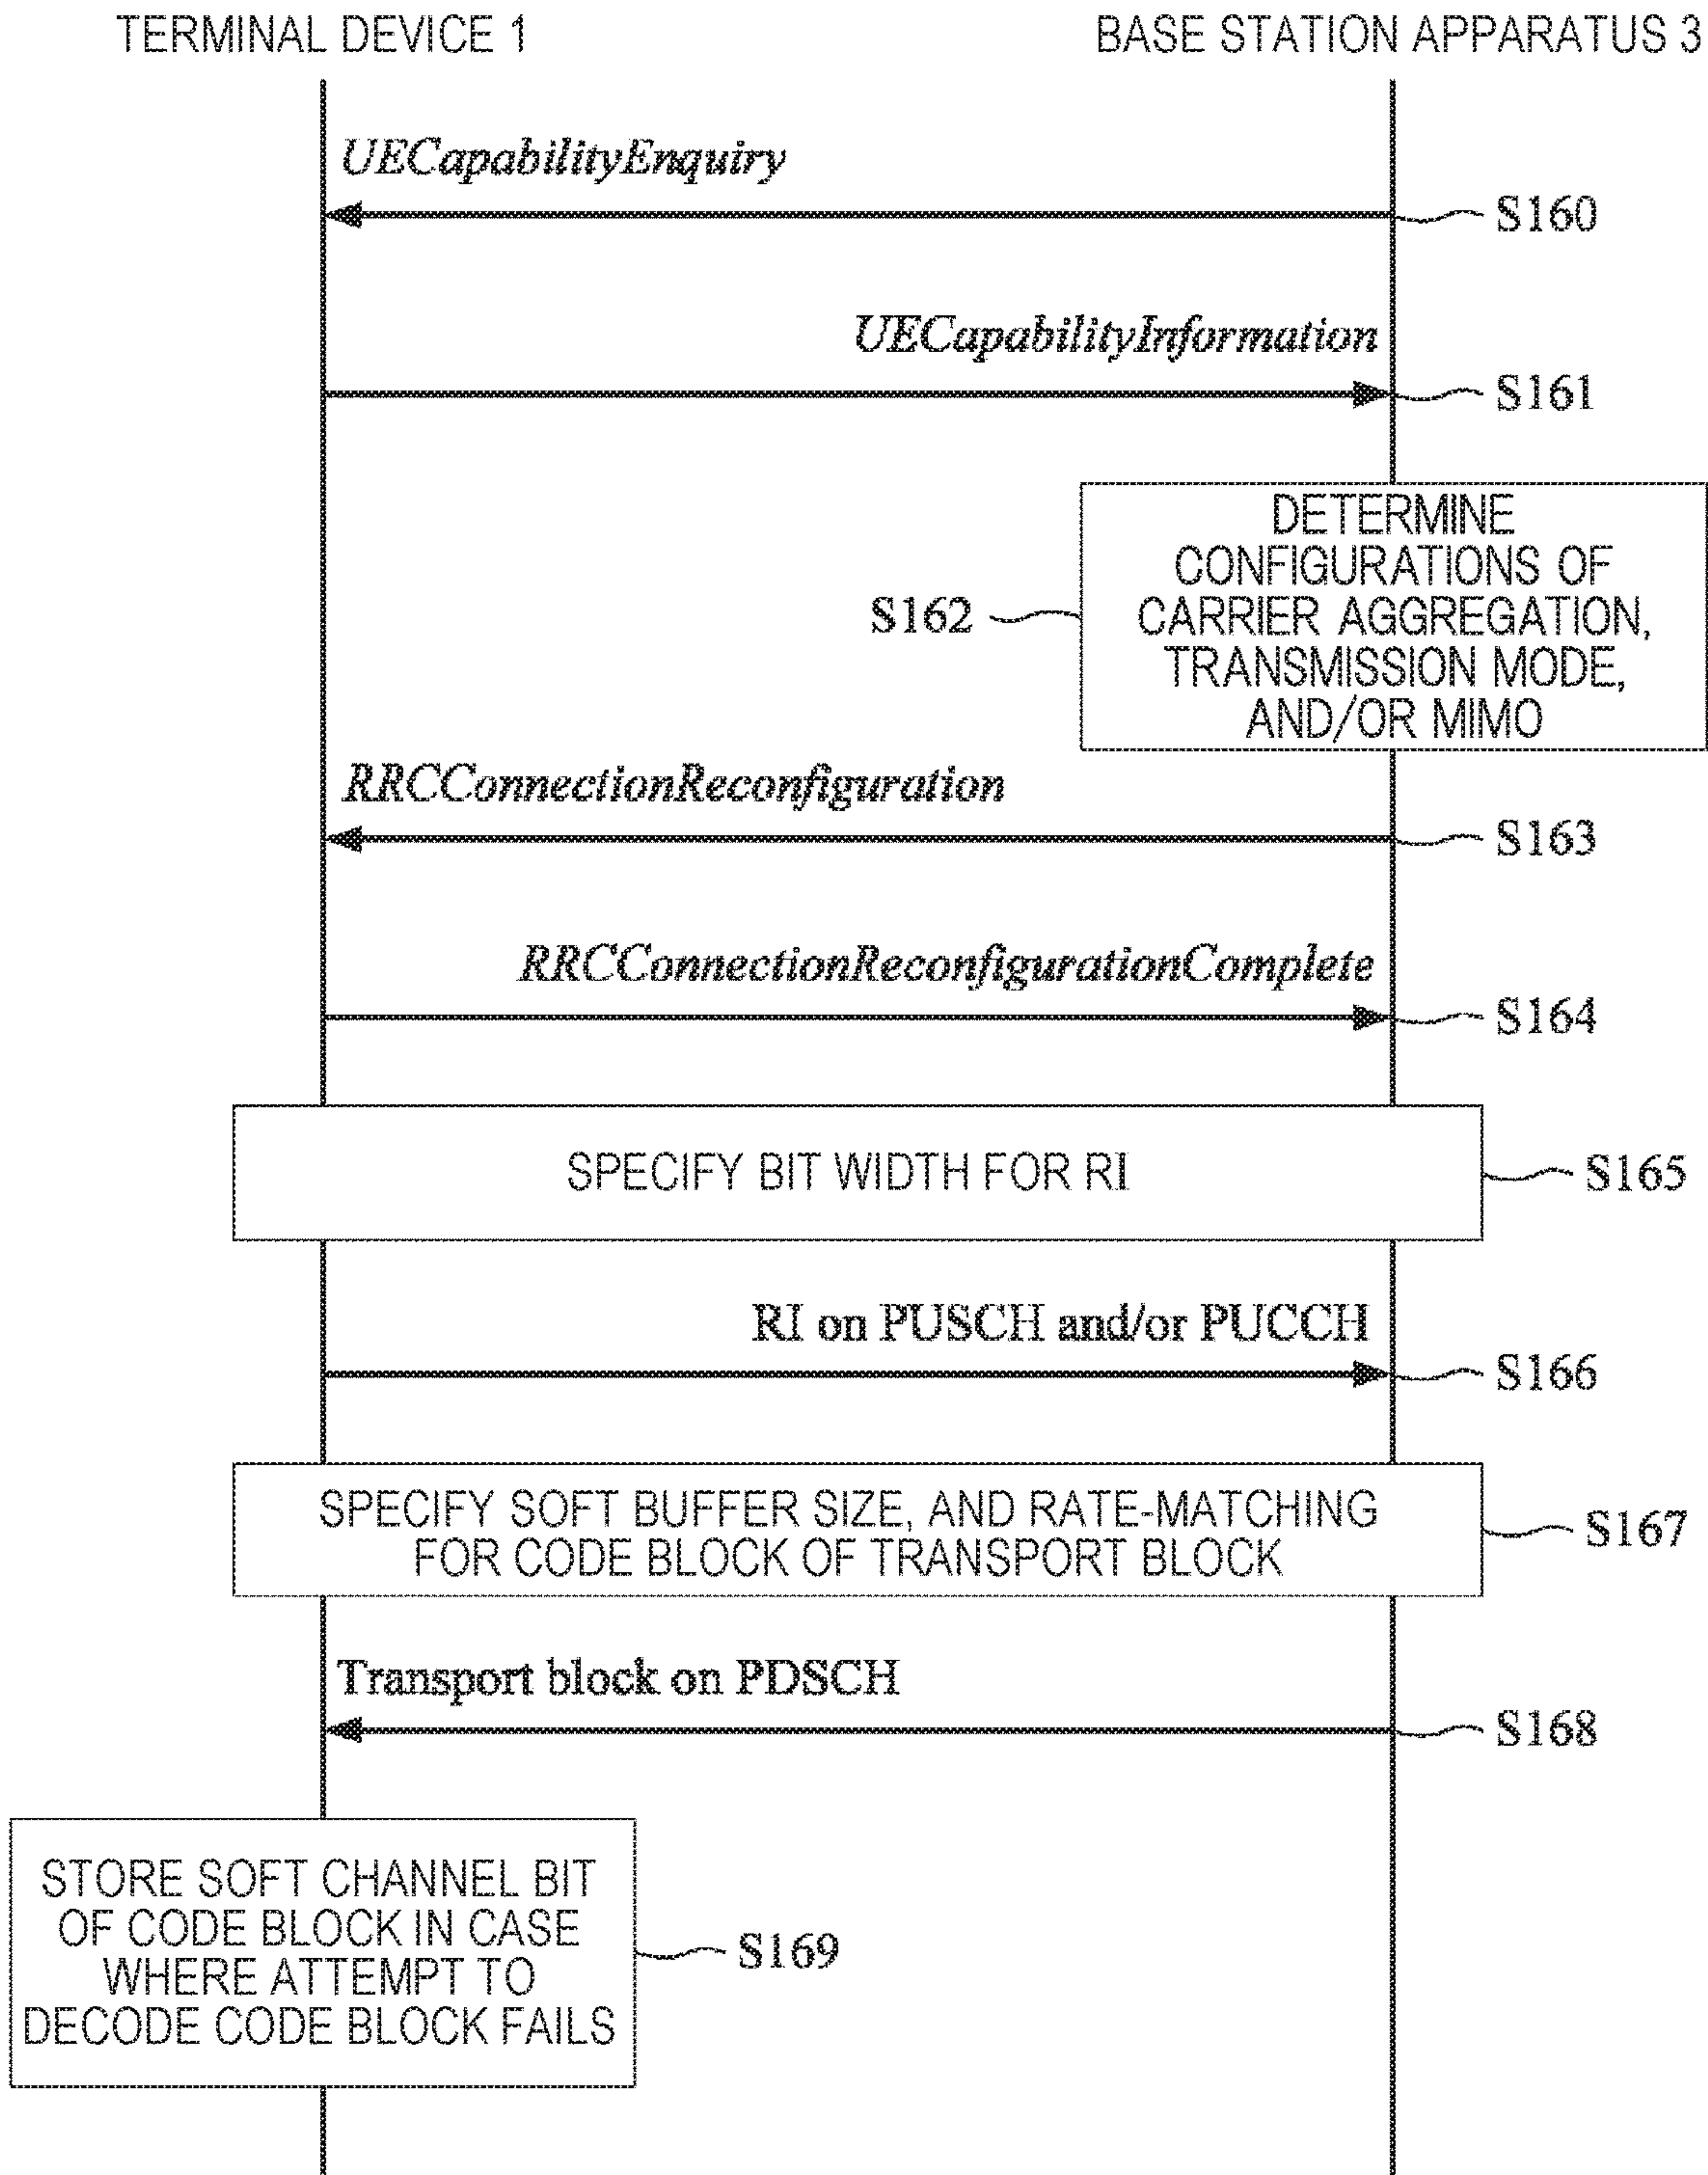 TERMINAL DEVICE 1
BASE STATION APPARATUS 3
UECapabilityEnquiry
S160
UECapabilityInformation
S161
DETERMINE
CONFIGURATIONS OF
CARRIER AGGREGATION,
TRANSMISSION MODE,
AND/OR MIMO
S162
RRCConnectionReconfiguration
S163
RRCConnectionReconfigurationComplete
S164
SPECIFY BIT WIDTH FOR RI
S165
RI on PUSCH and/or PUCCH
S166
SPECIFY SOFT BUFFER SIZE, AND RATE-MATCHING
FOR CODE BLOCK OF TRANSPORT BLOCK
S167
Transport block on PDSCH
S168
STORE SOFT CHANNEL BIT
OF CODE BLOCK IN CASE
WHERE ATTEMPT TO
DECODE CODE BLOCK FAILS
S169